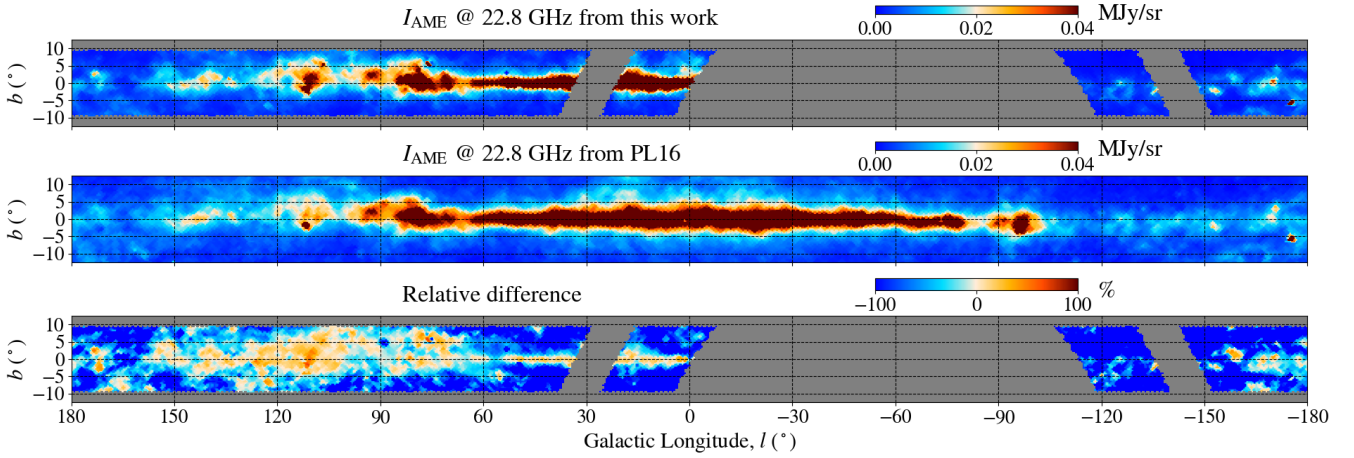 I_AME @ 22.8 GHz from this work
0.00 0.02 0.04 MJy/sr
10
5
b (°) 0
−5
−10
I_AME @ 22.8 GHz from PL16
0.00 0.02 0.04 MJy/sr
10
5
b (°) 0
−5
−10
Relative difference
−100 0 100 %
10
5
b (°) 0
−5
−10
180 150 120 90 60 30 0 −30 −60 −90 −120 −150 −180
Galactic Longitude, l (°)